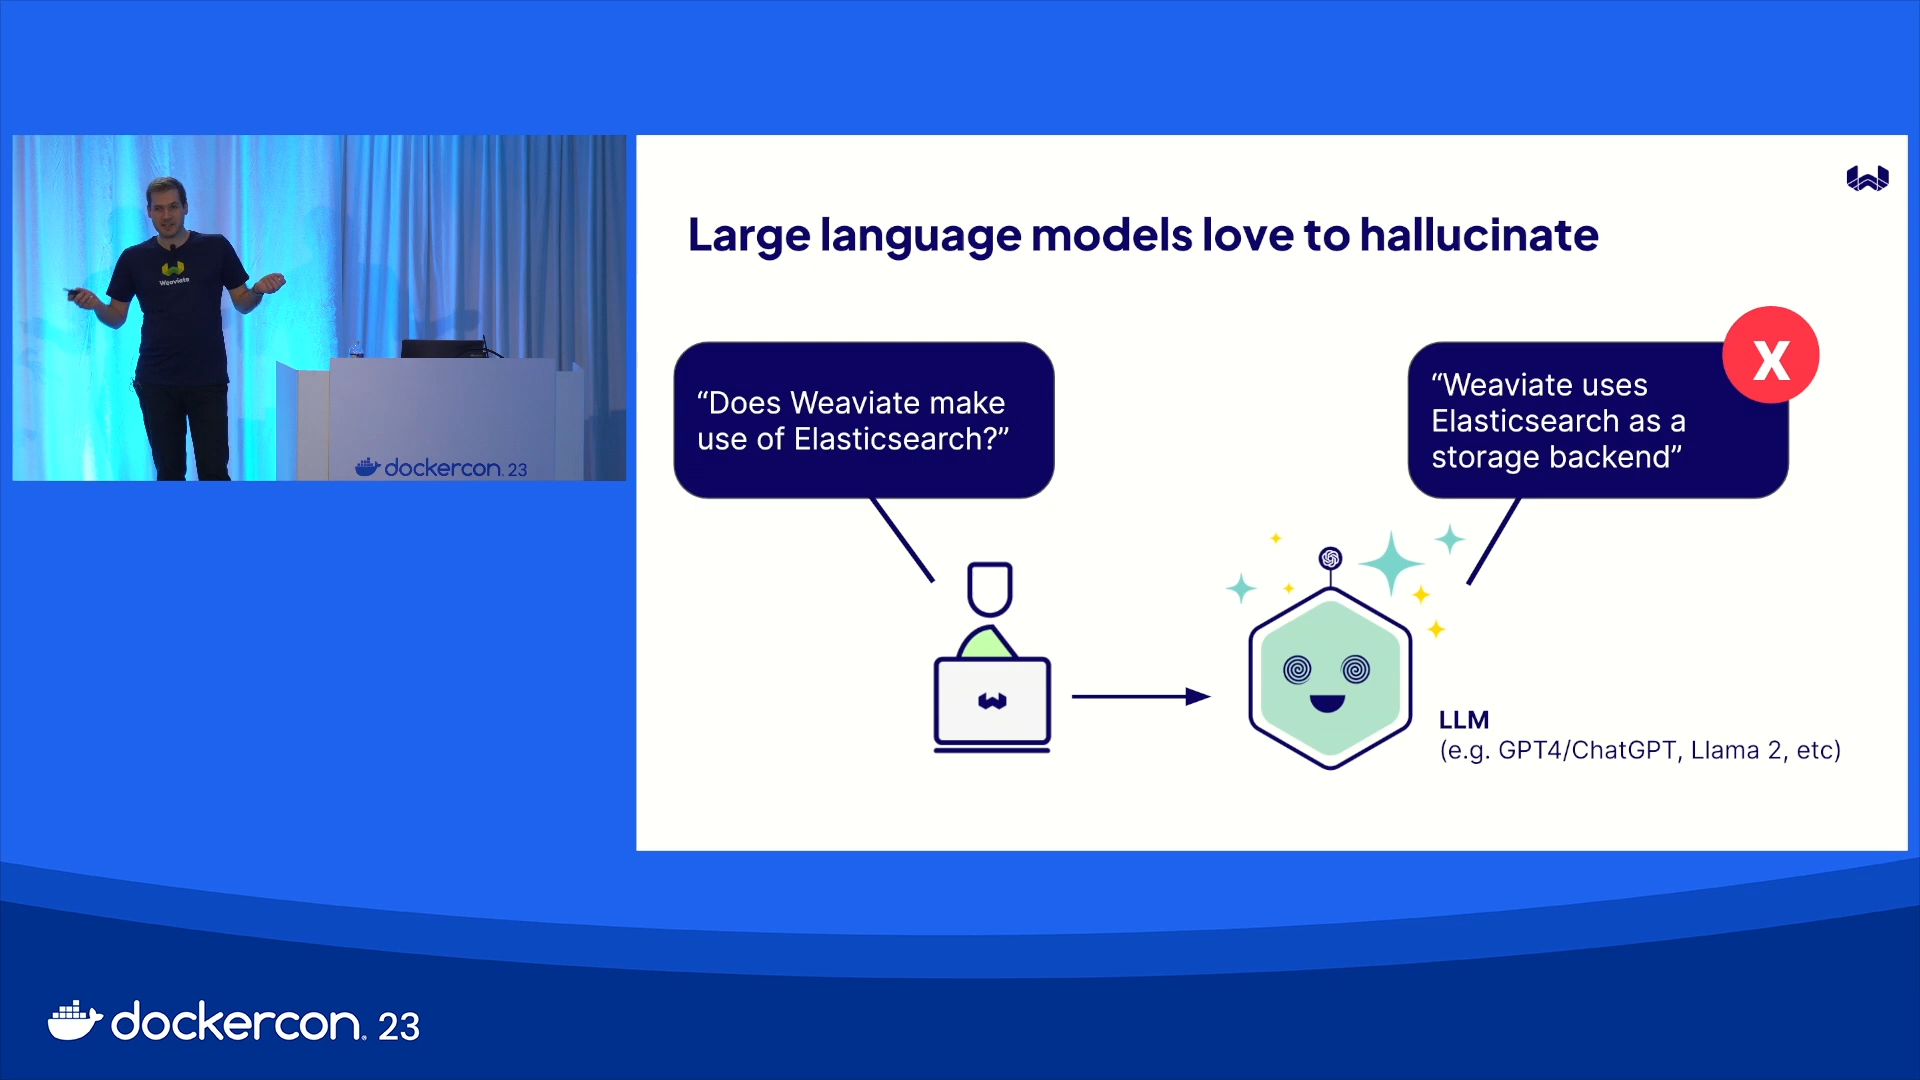 Weaviate
dockercon. 23
Large language models love to hallucinate
“Does Weaviate make
use of Elasticsearch?”
“Weaviate uses
Elasticsearch as a
storage backend”
X
LLM
(e.g. GPT4/ChatGPT, Llama 2, etc)
dockercon. 23